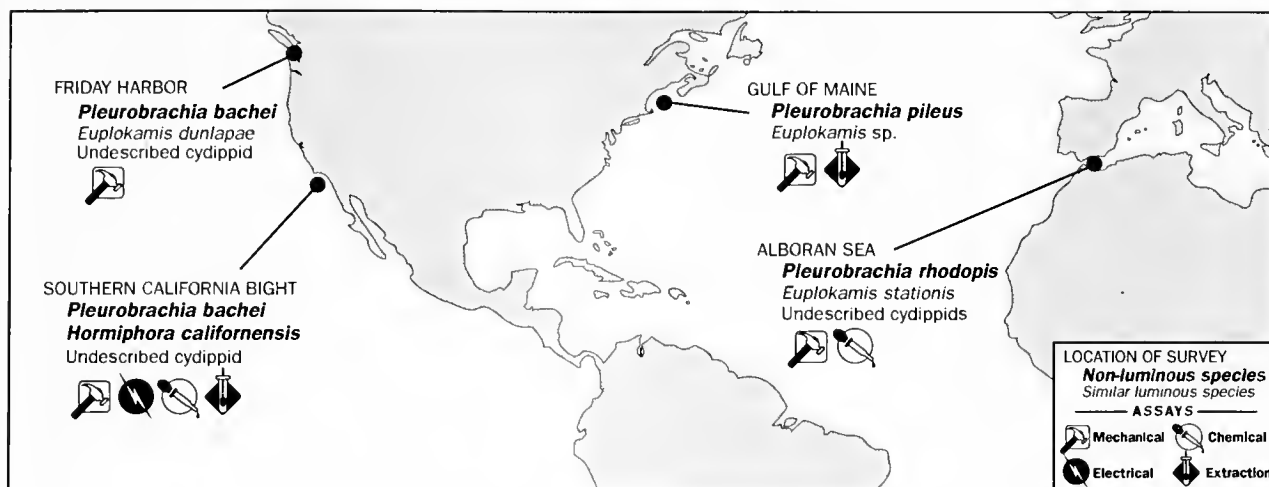 FRIDAY HARBOR
Pleurobrachia bachei
Euplokamis dunlapae
Undescribed cydippid
SOUTHERN CALIFORNIA BIGHT
Pleurobrachia bachei
Hormiphora californensis
Undescribed cydippid
GULF OF MAINE
Pleurobrachia pileus
Euplokamis sp.
ALBORAN SEA
Pleurobrachia rhodopis
Euplokamis stationis
Undescribed cydippids
LOCATION OF SURVEY
Non-luminous species
Similar luminous species
ASSAYS
Mechanical Chemical
Electrical Extraction